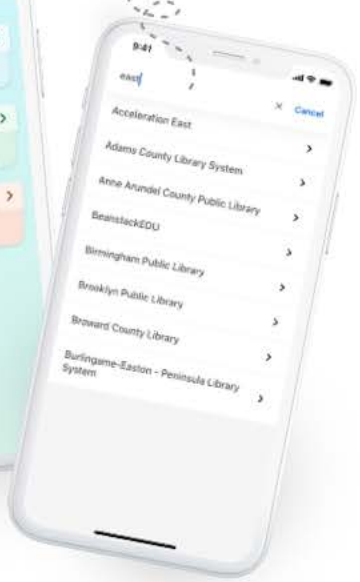 9:41
east
Cancel
Acceleration East
Adams County Library System
Anne Arundel County Public Library
BeanstackEDU
Birmingham Public Library
Brooklyn Public Library
Broward County Library
Burlingame-Easton - Peninsula Library
System